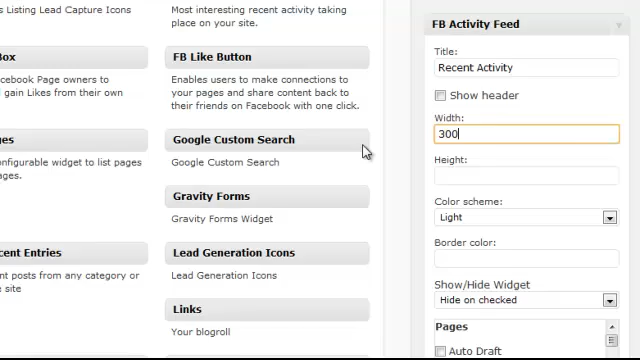 s Listing Lead Capture Icons
Box
cebook Page owners to
gain Likes from their own
ges
nfigurable widget to list pages
ages.
cent Entries
nt posts from any category or
e site
Most interesting recent activity taking
place on your site.
FB Like Button
Enables users to make connections to
your pages and share content back to
their friends on Facebook with one click.
Google Custom Search
Google Custom Search
Gravity Forms
Gravity Forms Widget
Lead Generation Icons
Lead Generation Icons
Links
Your blogroll
FB Activity Feed
Title:
Recent Activity
Show header
Width:
300
Height:
Color scheme:
Light
Border color:
Show/Hide Widget
Hide on checked
Pages
Auto Draft